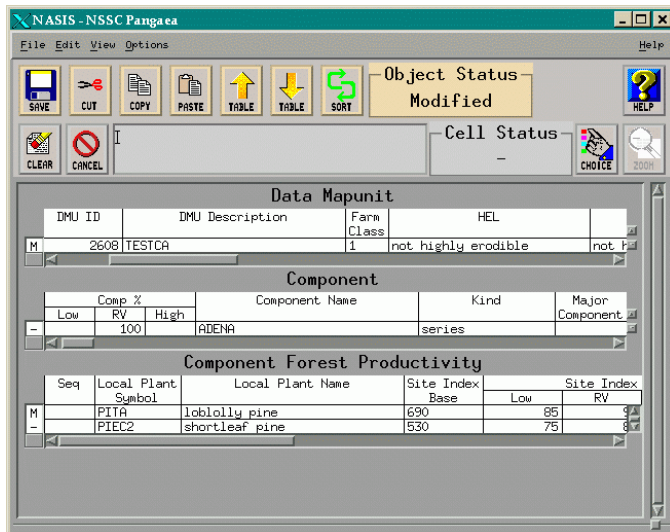 NASIS - NSSC Pangaea
File Edit View Options Help
SAVE CUT COPY PASTE TABLE TABLE SORT Object Status Modified HELP
CLEAR CANCEL Cell Status - CHOICE ZOOM
Data Mapunit
DMU ID DMU Description Farm Class HEL
M 2608 TESTCA 1 not highly erodible not h
Component
Comp % Component Name Kind Major Component
Low RV High
- 100 ADENA series
Component Forest Productivity
Seq Local Plant Symbol Local Plant Name Site Index Base Site Index
Low RV
M PITA loblolly pine 690 85 9
- PIEC2 shortleaf pine 530 75 8